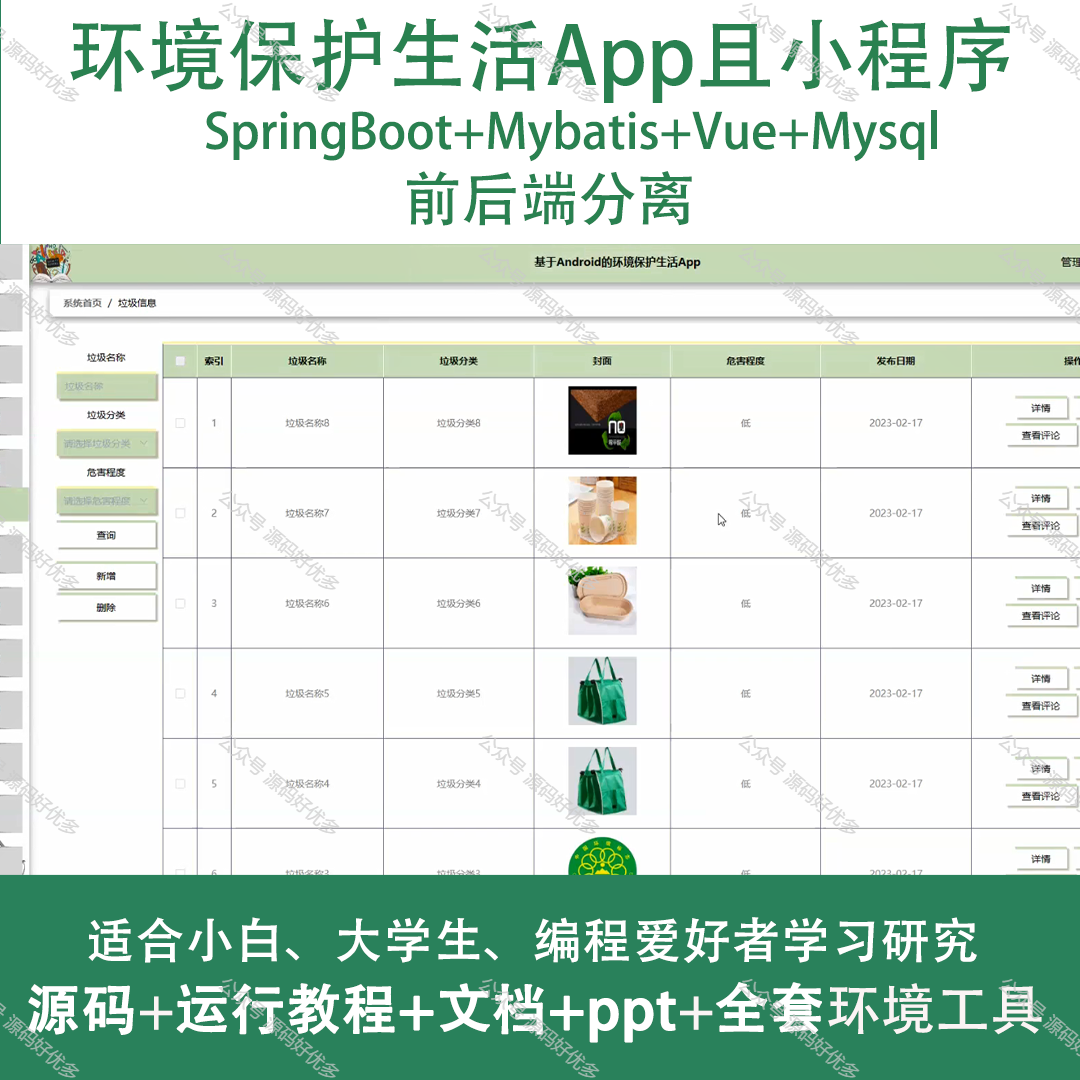 环境保护生活App且小程序
SpringBoot+Mybatis+Vue+Mysql
前后端分离
基于Android的环境保护生活App
管理
系统首页 / 垃圾信息
垃圾名称
垃圾名称
垃圾分类
请选择垃圾分类
危害程度
请选择危害程度
查询
新增
删除
索引 垃圾名称 垃圾分类 封面 危害程度 发布日期 操作
1 垃圾名称8 垃圾分类8 低 2023-02-17 详情
查看评论
2 垃圾名称7 垃圾分类7 低 2023-02-17 详情
查看评论
3 垃圾名称6 垃圾分类6 低 2023-02-17 详情
查看评论
4 垃圾名称5 垃圾分类5 低 2023-02-17 详情
查看评论
5 垃圾名称4 垃圾分类4 低 2023-02-17 详情
查看评论
6 垃圾名称3 垃圾分类3 低 2023-02-17 详情
适合小白、大学生、编程爱好者学习研究
源码+运行教程+文档+ppt+全套环境工具
公众号 源码好优多